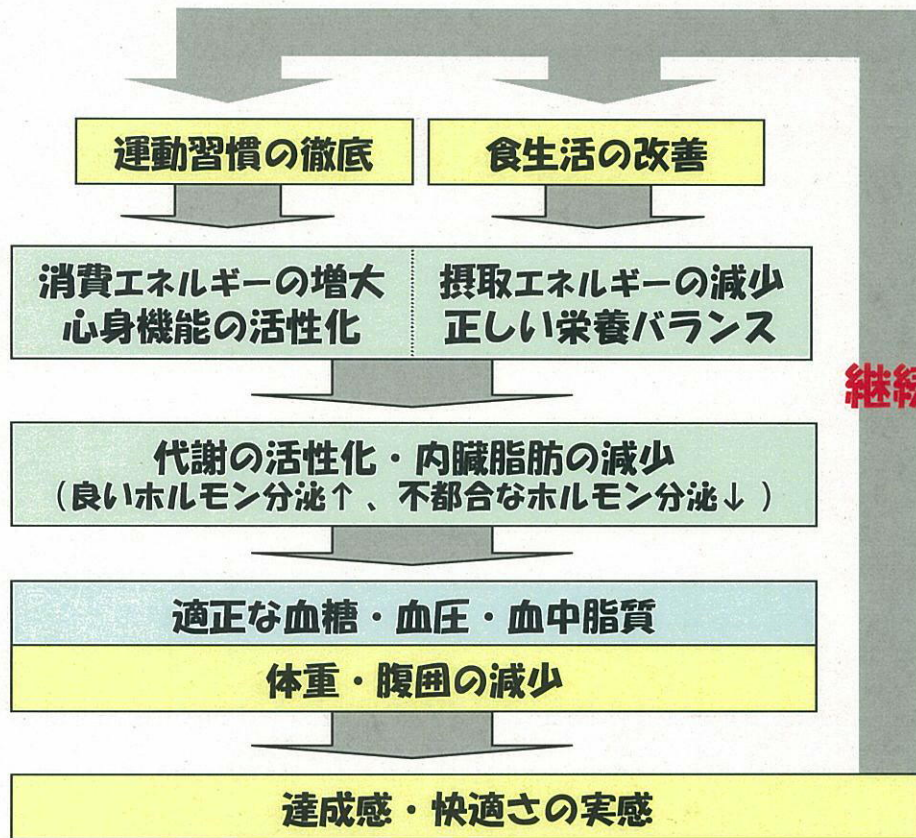 運動習慣の徹底
食生活の改善
消費エネルギーの増大
心身機能の活性化
摂取エネルギーの減少
正しい栄養バランス
継続
代謝の活性化・内臓脂肪の減少
(良いホルモン分泌↑、不都合なホルモン分泌↓)
適正な血糖・血圧・血中脂質
体重・腹囲の減少
達成感・快適さの実感